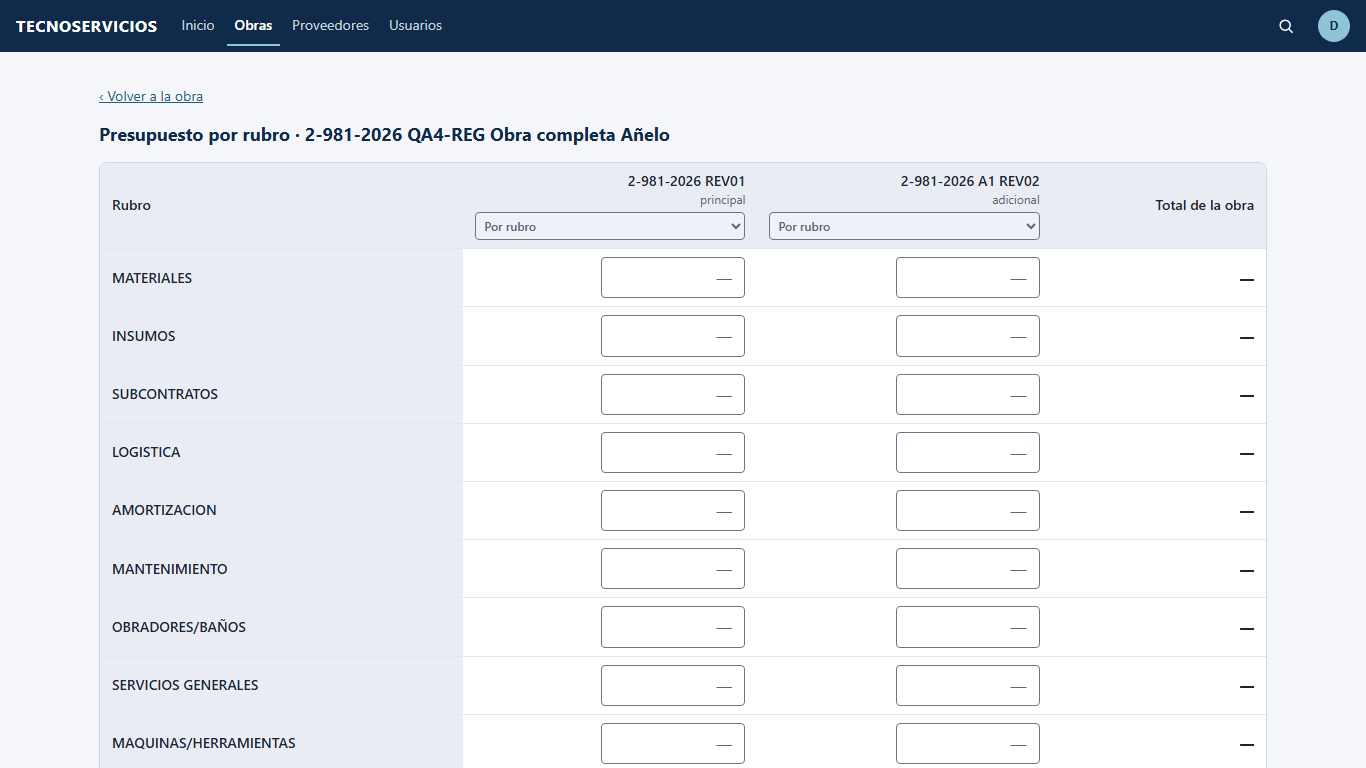 TECNOSERVICIOS Inicio Obras Proveedores Usuarios D
‹ Volver a la obra
Presupuesto por rubro · 2-981-2026 QA4-REG Obra completa Añelo
Rubro
2-981-2026 REV01
principal
Por rubro
2-981-2026 A1 REV02
adicional
Por rubro
Total de la obra
MATERIALES — — —
INSUMOS — — —
SUBCONTRATOS — — —
LOGISTICA — — —
AMORTIZACION — — —
MANTENIMIENTO — — —
OBRADORES/BAÑOS — — —
SERVICIOS GENERALES — — —
MAQUINAS/HERRAMIENTAS — — —